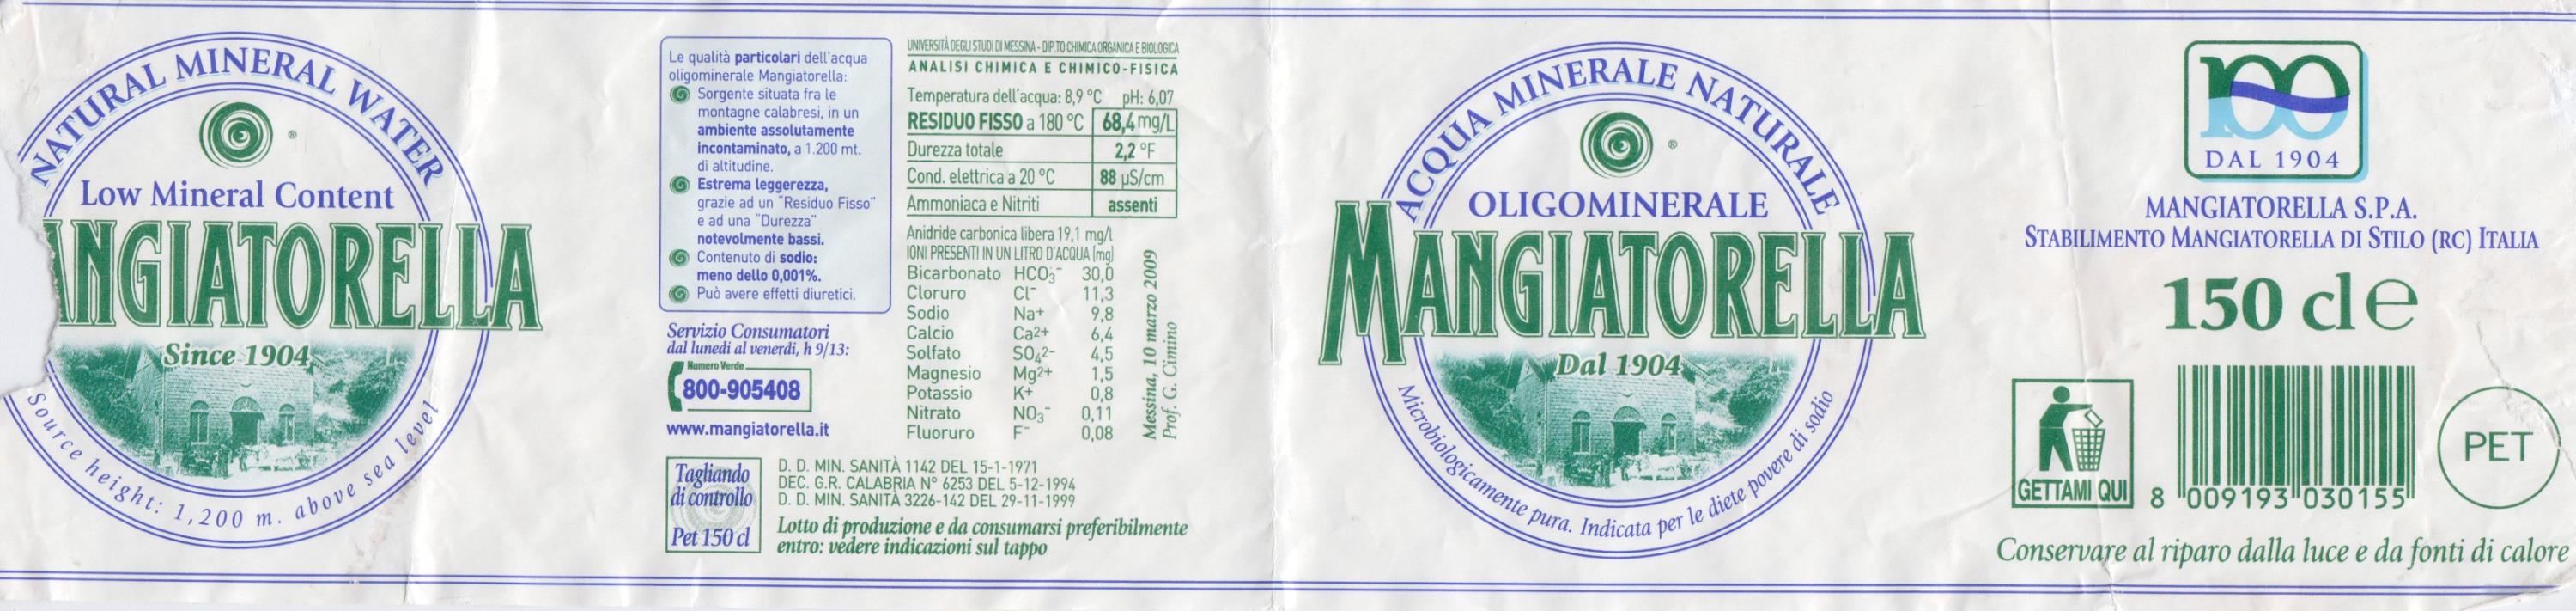 NATURAL MINERAL WATER
®
Low Mineral Content
ANGIATORELLA
Since 1904
Source height: 1,200 m. above sea level
Le qualità particolari dell'acqua
oligominerale Mangiatorella:
Sorgente situata fra le
montagne calabresi, in un
ambiente assolutamente
incontaminato, a 1.200 mt.
di altitudine.
Estrema leggerezza,
grazie ad un "Residuo Fisso"
e ad una "Durezza"
notevolmente bassi.
Contenuto di sodio:
meno dello 0,001%.
Può avere effetti diuretici.
Servizio Consumatori
dal lunedì al venerdì, h 9/13:
Numero Verde
800-905408
www.mangiatorella.it
Tagliando
di controllo
Pet 150 cl
UNIVERSITÀ DEGLI STUDI DI MESSINA - DIP.TO CHIMICA ORGANICA E BIOLOGICA
ANALISI CHIMICA E CHIMICO-FISICA
Temperatura dell'acqua: 8,9 °C pH: 6,07
RESIDUO FISSO a 180 °C 68,4 mg/L
Durezza totale 2,2 °F
Cond. elettrica a 20 °C 88 µS/cm
Ammoniaca e Nitriti assenti
Anidride carbonica libera 19,1 mg/l
IONI PRESENTI IN UN LITRO D'ACQUA (mg)
Bicarbonato HCO3- 30,0
Cloruro Cl- 11,3
Sodio Na+ 9,8
Calcio Ca2+ 6,4
Solfato SO42- 4,5
Magnesio Mg2+ 1,5
Potassio K+ 0,8
Nitrato NO3- 0,11
Fluoruro F- 0,08
Messina, 10 marzo 2009
Prof. G. Cimino
D. D. MIN. SANITÀ 1142 DEL 15-1-1971
DEC. G.R. CALABRIA N° 6253 DEL 5-12-1994
D. D. MIN. SANITÀ 3226-142 DEL 29-11-1999
Lotto di produzione e da consumarsi preferibilmente
entro: vedere indicazioni sul tappo
ACQUA MINERALE NATURALE
®
OLIGOMINERALE
MANGIATORELLA
Dal 1904
Microbiologicamente pura. Indicata per le diete povere di sodio
100
DAL 1904
MANGIATORELLA S.P.A.
STABILIMENTO MANGIATORELLA DI STILO (RC) ITALIA
150 cl e
GETTAMI QUI
8 009193 030155
PET
Conservare al riparo dalla luce e da fonti di calore